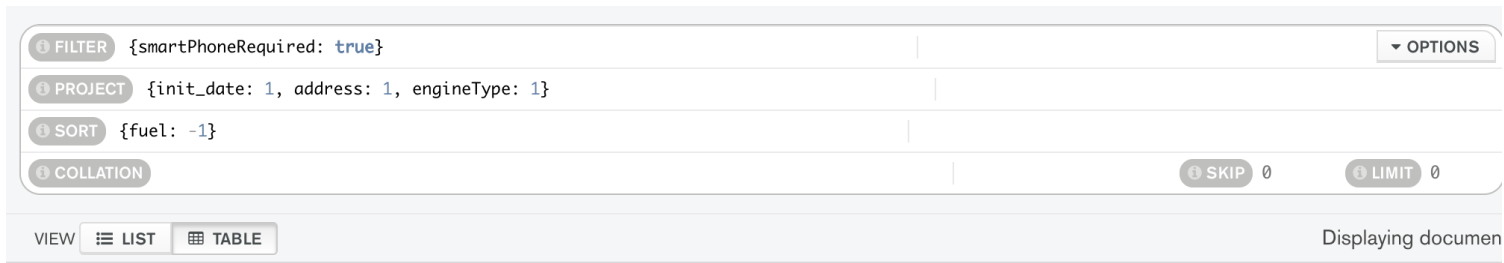 FILTER {smartPhoneRequired: true} OPTIONS
PROJECT {init_date: 1, address: 1, engineType: 1}
SORT {fuel: -1}
COLLATION SKIP 0 LIMIT 0
VIEW LIST TABLE Displaying documen